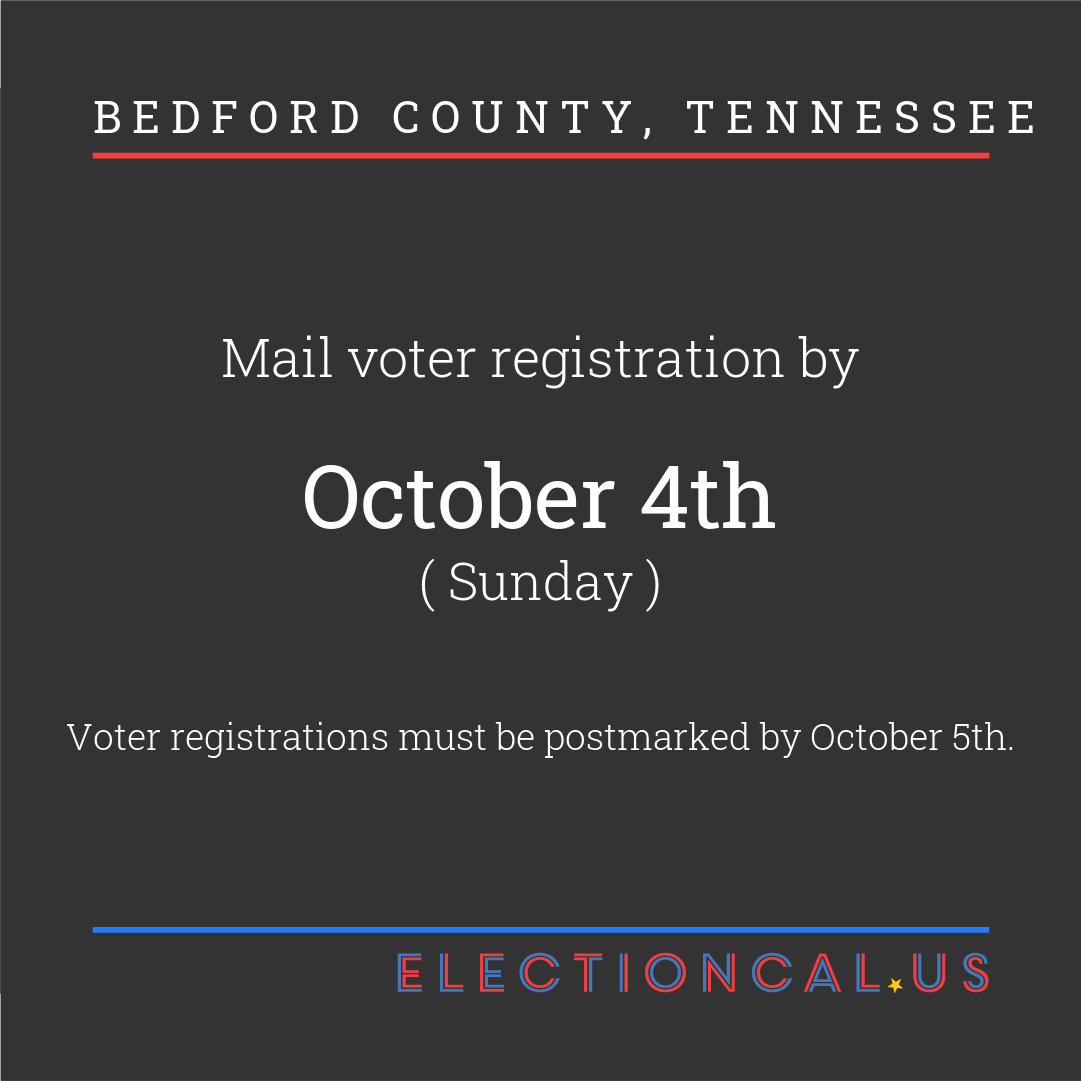 BEDFORD COUNTY, TENNESSEE
Mail voter registration by
October 4th
( Sunday )
Voter registrations must be postmarked by October 5th.
ELECTIONCAL.US